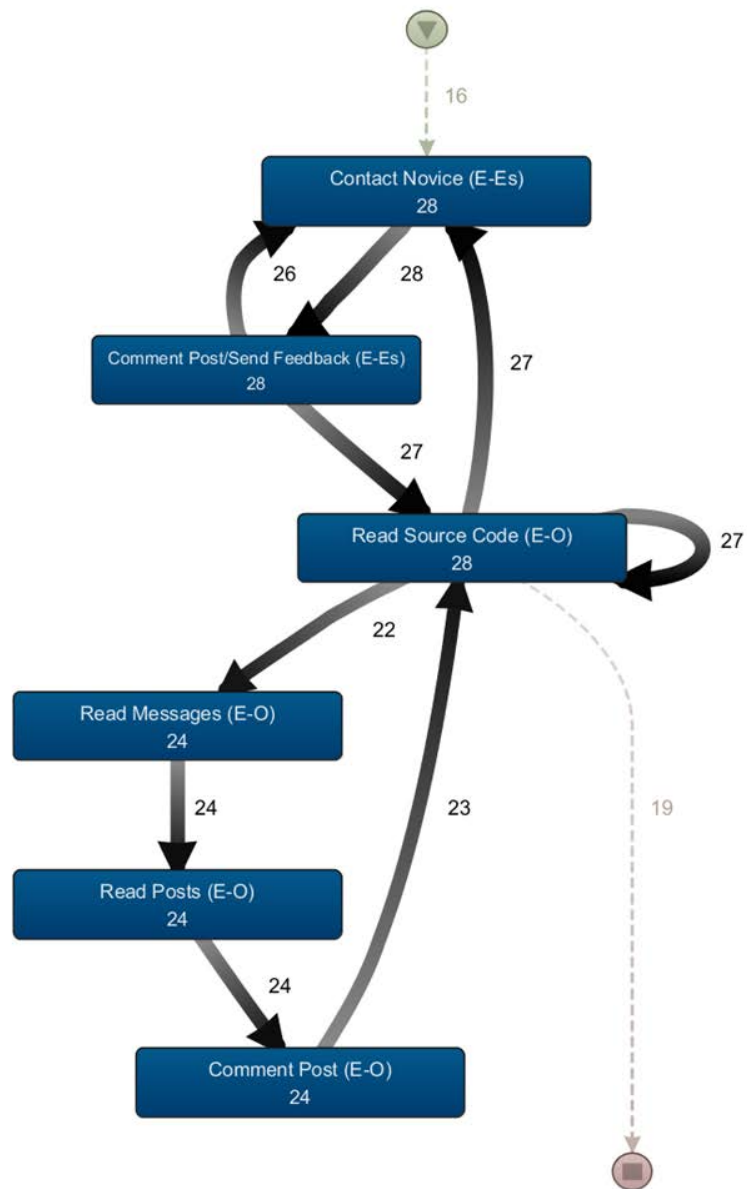 16
Contact Novice (E-Es)
28
26
28
Comment Post/Send Feedback (E-Es)
28
27
27
Read Source Code (E-O)
28
27
22
Read Messages (E-O)
24
24
23
19
Read Posts (E-O)
24
24
Comment Post (E-O)
24